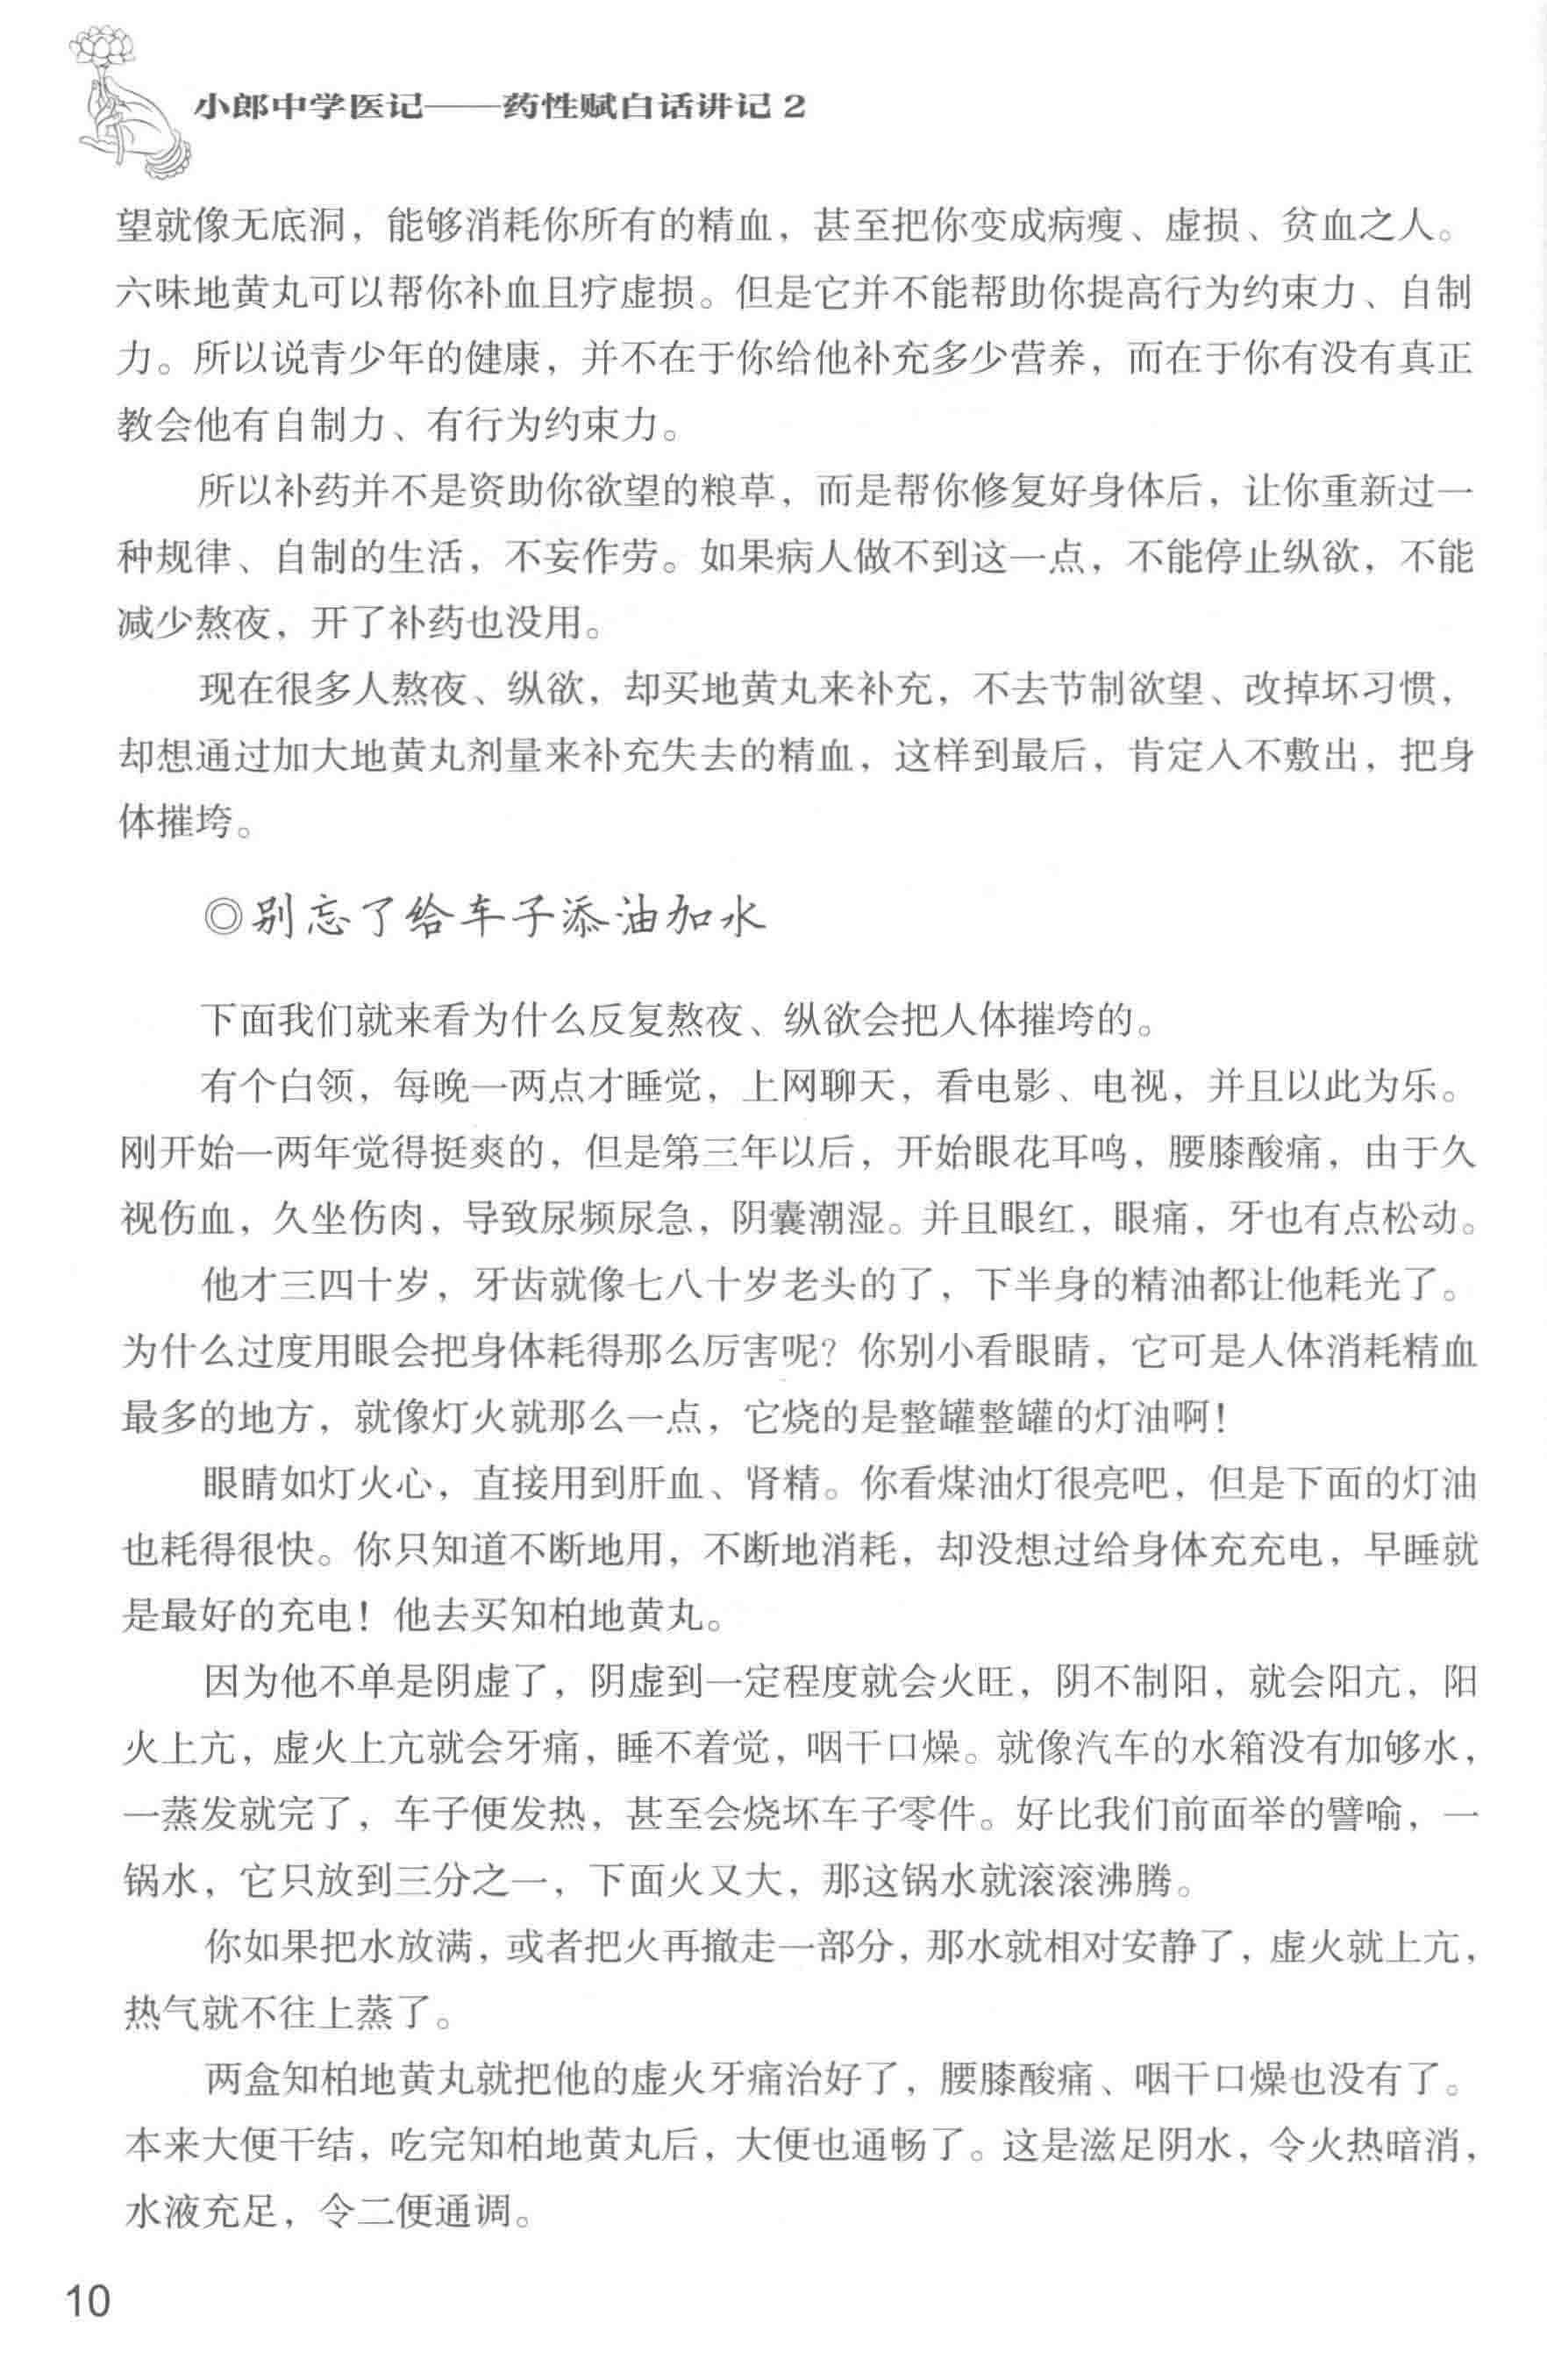 小郎中学医记——药性赋白话讲记2
望就像无底洞，能够消耗你所有的精血，甚至把你变成病瘦、虚损、贫血之人。
六味地黄丸可以帮你补血且疗虚损。但是它并不能帮助你提高行为约束力、自制
力。所以说青少年的健康，并不在于你给他补充多少营养，而在于你有没有真正
教会他有自制力、有行为约束力。
所以补药并不是资助你欲望的粮草，而是帮你修复好身体后，让你重新过一
种规律、自制的生活，不妄作劳。如果病人做不到这一点，不能停止纵欲，不能
减少熬夜，开了补药也没用。
现在很多人熬夜、纵欲，却买地黄丸来补充，不去节制欲望、改掉坏习惯，
却想通过加大地黄丸剂量来补充失去的精血，这样到最后，肯定入不敷出，把身
体摧垮。
◎别忘了给车子添油加水
下面我们就来看为什么反复熬夜、纵欲会把人体摧垮的。
有个白领，每晚一两点才睡觉，上网聊天，看电影、电视，并且以此为乐。
刚开始一两年觉得挺爽的，但是第三年以后，开始眼花耳鸣，腰膝酸痛，由于久
视伤血，久坐伤肉，导致尿频尿急，阴囊潮湿。并且眼红，眼痛，牙也有点松动。
他才三四十岁，牙齿就像七八十岁老头的了，下半身的精油都让他耗光了。
为什么过度用眼会把身体耗得那么厉害呢？你别小看眼睛，它可是人体消耗精血
最多的地方，就像灯火就那么一点，它烧的是整罐整罐的灯油啊！
眼睛如灯火心，直接用到肝血、肾精。你看煤油灯很亮吧，但是下面的灯油
也耗得很快。你只知道不断地用，不断地消耗，却没想过给身体充充电，早睡就
是最好的充电！他去买知柏地黄丸。
因为他不单是阴虚了，阴虚到一定程度就会火旺，阴不制阳，就会阳亢，阳
火上亢，虚火上亢就会牙痛，睡不着觉，咽干口燥。就像汽车的水箱没有加够水，
一蒸发就完了，车子便发热，甚至会烧坏车子零件。好比我们前面举的譬喻，一
锅水，它只放到三分之一，下面火又大，那这锅水就滚滚沸腾。
你如果把水放满，或者把火再撤走一部分，那水就相对安静了，虚火就上亢，
热气就不往上蒸了。
两盒知柏地黄丸就把他的虚火牙痛治好了，腰膝酸痛、咽干口燥也没有了。
本来大便干结，吃完知柏地黄丸后，大便也通畅了。这是滋足阴水，令火热暗消，
水液充足，令二便通调。
10